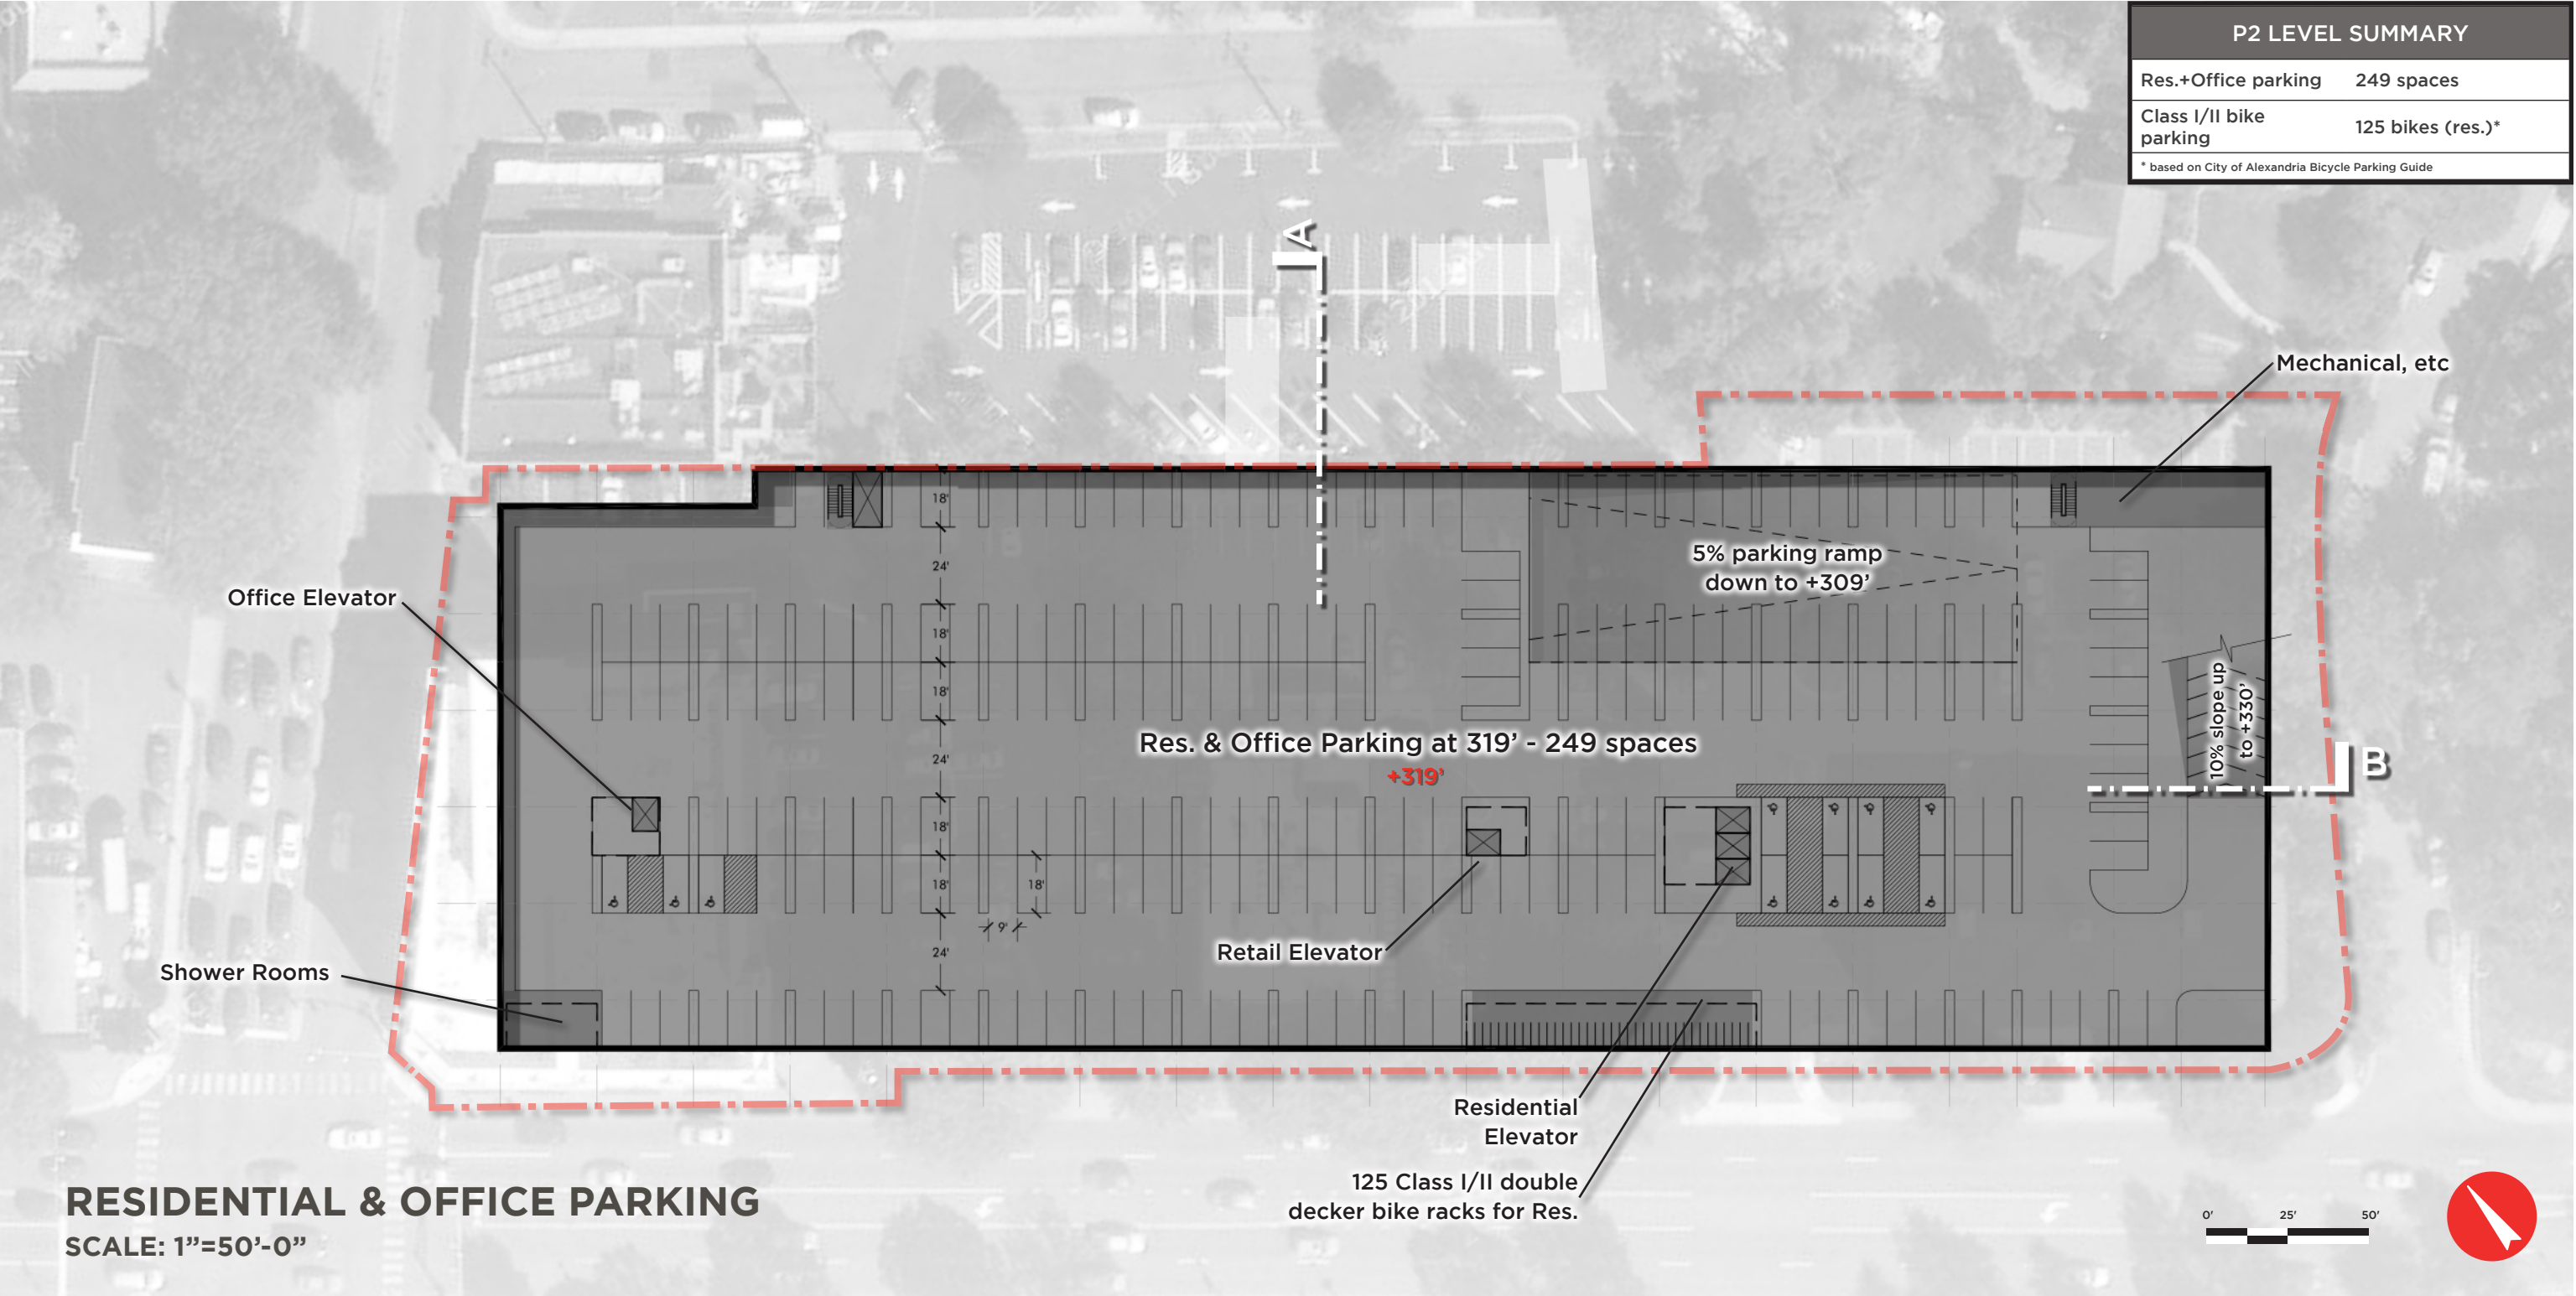 P2 LEVEL SUMMARY
Res.+Office parking 249 spaces
Class I/II bike
parking
125 bikes (res.)*
* based on City of Alexandria Bicycle Parking Guide
A
Mechanical, etc
18'
5% parking ramp
down to +309’
24'
Office Elevator
18'
18'
10% slope up
to +330’
Res. & Office Parking at 319’ - 249 spaces
+319’
24'
B
18'
18'
18'
9'
24'
Retail Elevator
Shower Rooms
Residential
Elevator
125 Class I/II double
decker bike racks for Res.
RESIDENTIAL & OFFICE PARKING
SCALE: 1”=50’-0”
0' 25' 50'